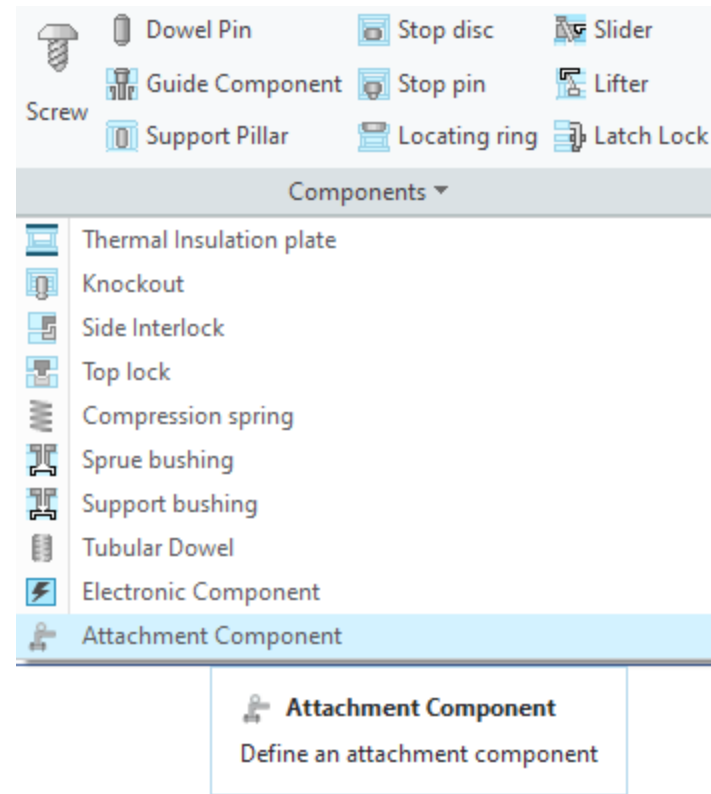 Screw
Dowel Pin
Guide Component
Support Pillar
Stop disc
Stop pin
Locating ring
Slider
Lifter
Latch Lock
Components
Thermal Insulation plate
Knockout
Side Interlock
Top lock
Compression spring
Sprue bushing
Support bushing
Tubular Dowel
Electronic Component
Attachment Component
Attachment Component
Define an attachment component